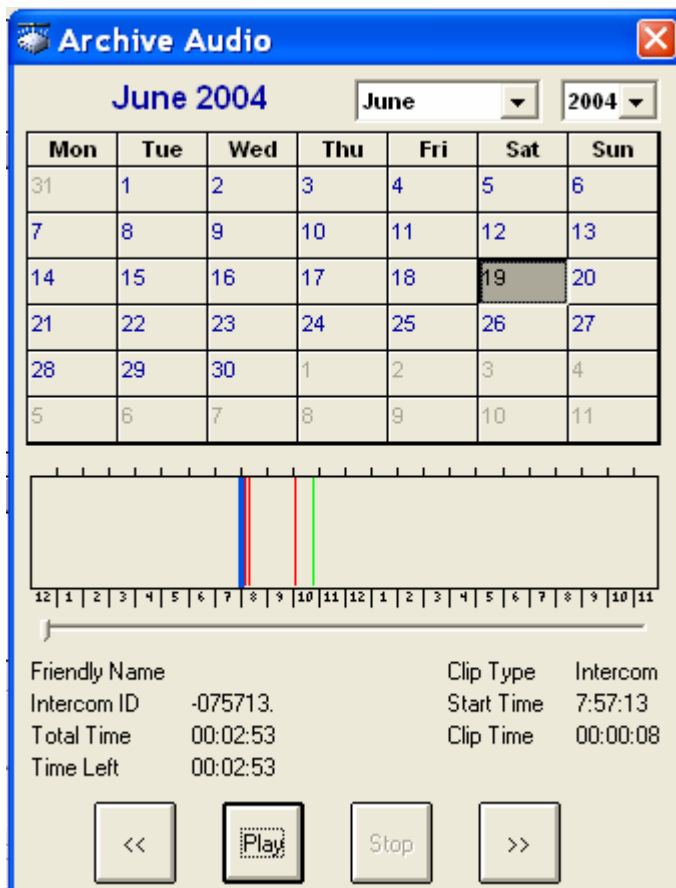 Archive Audio
June 2004 June 2004
Mon Tue Wed Thu Fri Sat Sun
31 1 2 3 4 5 6
7 8 9 10 11 12 13
14 15 16 17 18 19 20
21 22 23 24 25 26 27
28 29 30 1 2 3 4
5 6 7 8 9 10 11
12 1 2 3 4 5 6 7 8 9 10 11 12 1 2 3 4 5 6 7 8 9 10 11
Friendly Name Clip Type Intercom
Intercom ID -075713. Start Time 7:57:13
Total Time 00:02:53 Clip Time 00:00:08
Time Left 00:02:53
<< Play Stop >>